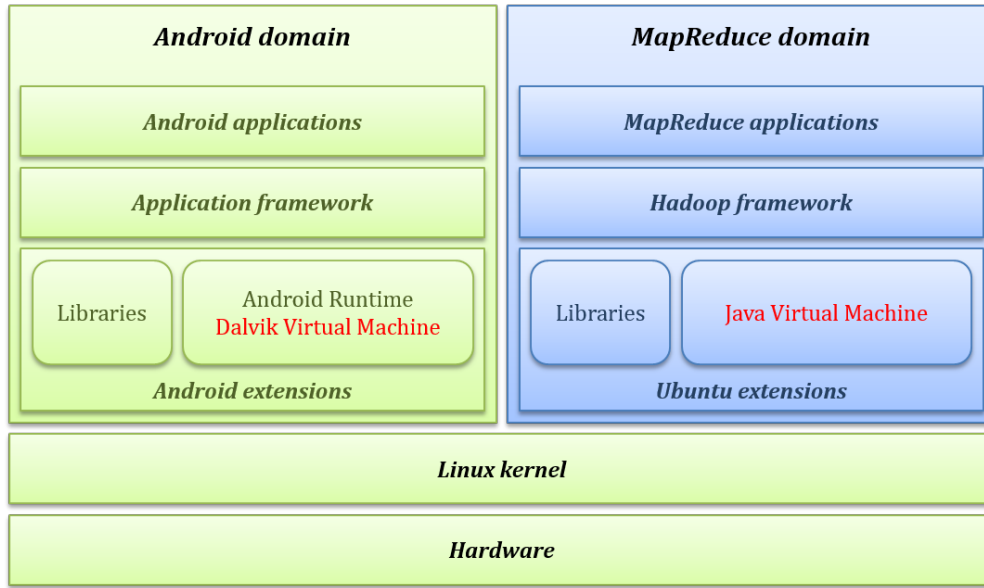 Android domain
Android applications
Application framework
Libraries
Android Runtime
Dalvik Virtual Machine
Android extensions
MapReduce domain
MapReduce applications
Hadoop framework
Libraries
Java Virtual Machine
Ubuntu extensions
Linux kernel
Hardware